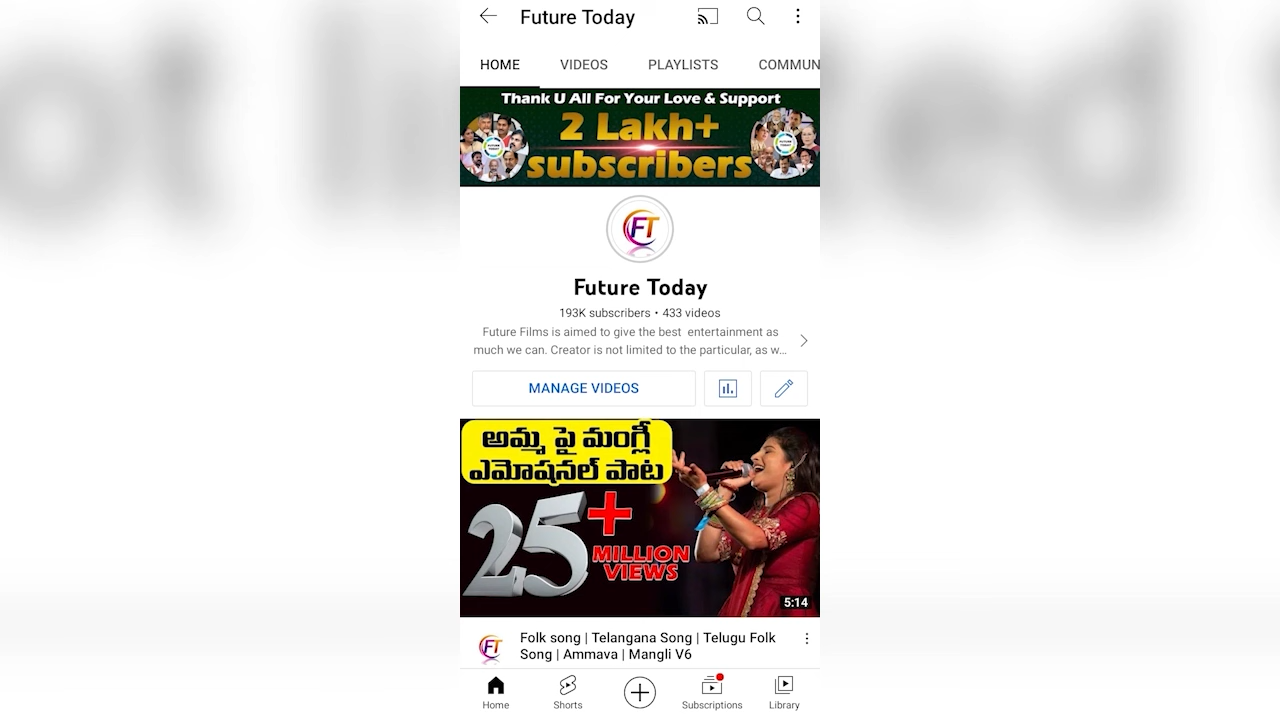 Future Today
HOME VIDEOS PLAYLISTS COMMUN
Thank U All For Your Love & Support
2 Lakh+
subscribers
FT
Future Today
193K subscribers • 433 videos
Future Films is aimed to give the best entertainment as
much we can. Creator is not limited to the particular, as w...
MANAGE VIDEOS
అమ్మ పై మంగ్లీ
ఎమోషనల్ పాట
25+
MILLION
VIEWS
5:14
FT
Folk song | Telangana Song | Telugu Folk
Song | Ammava | Mangli V6
Home Shorts Subscriptions Library